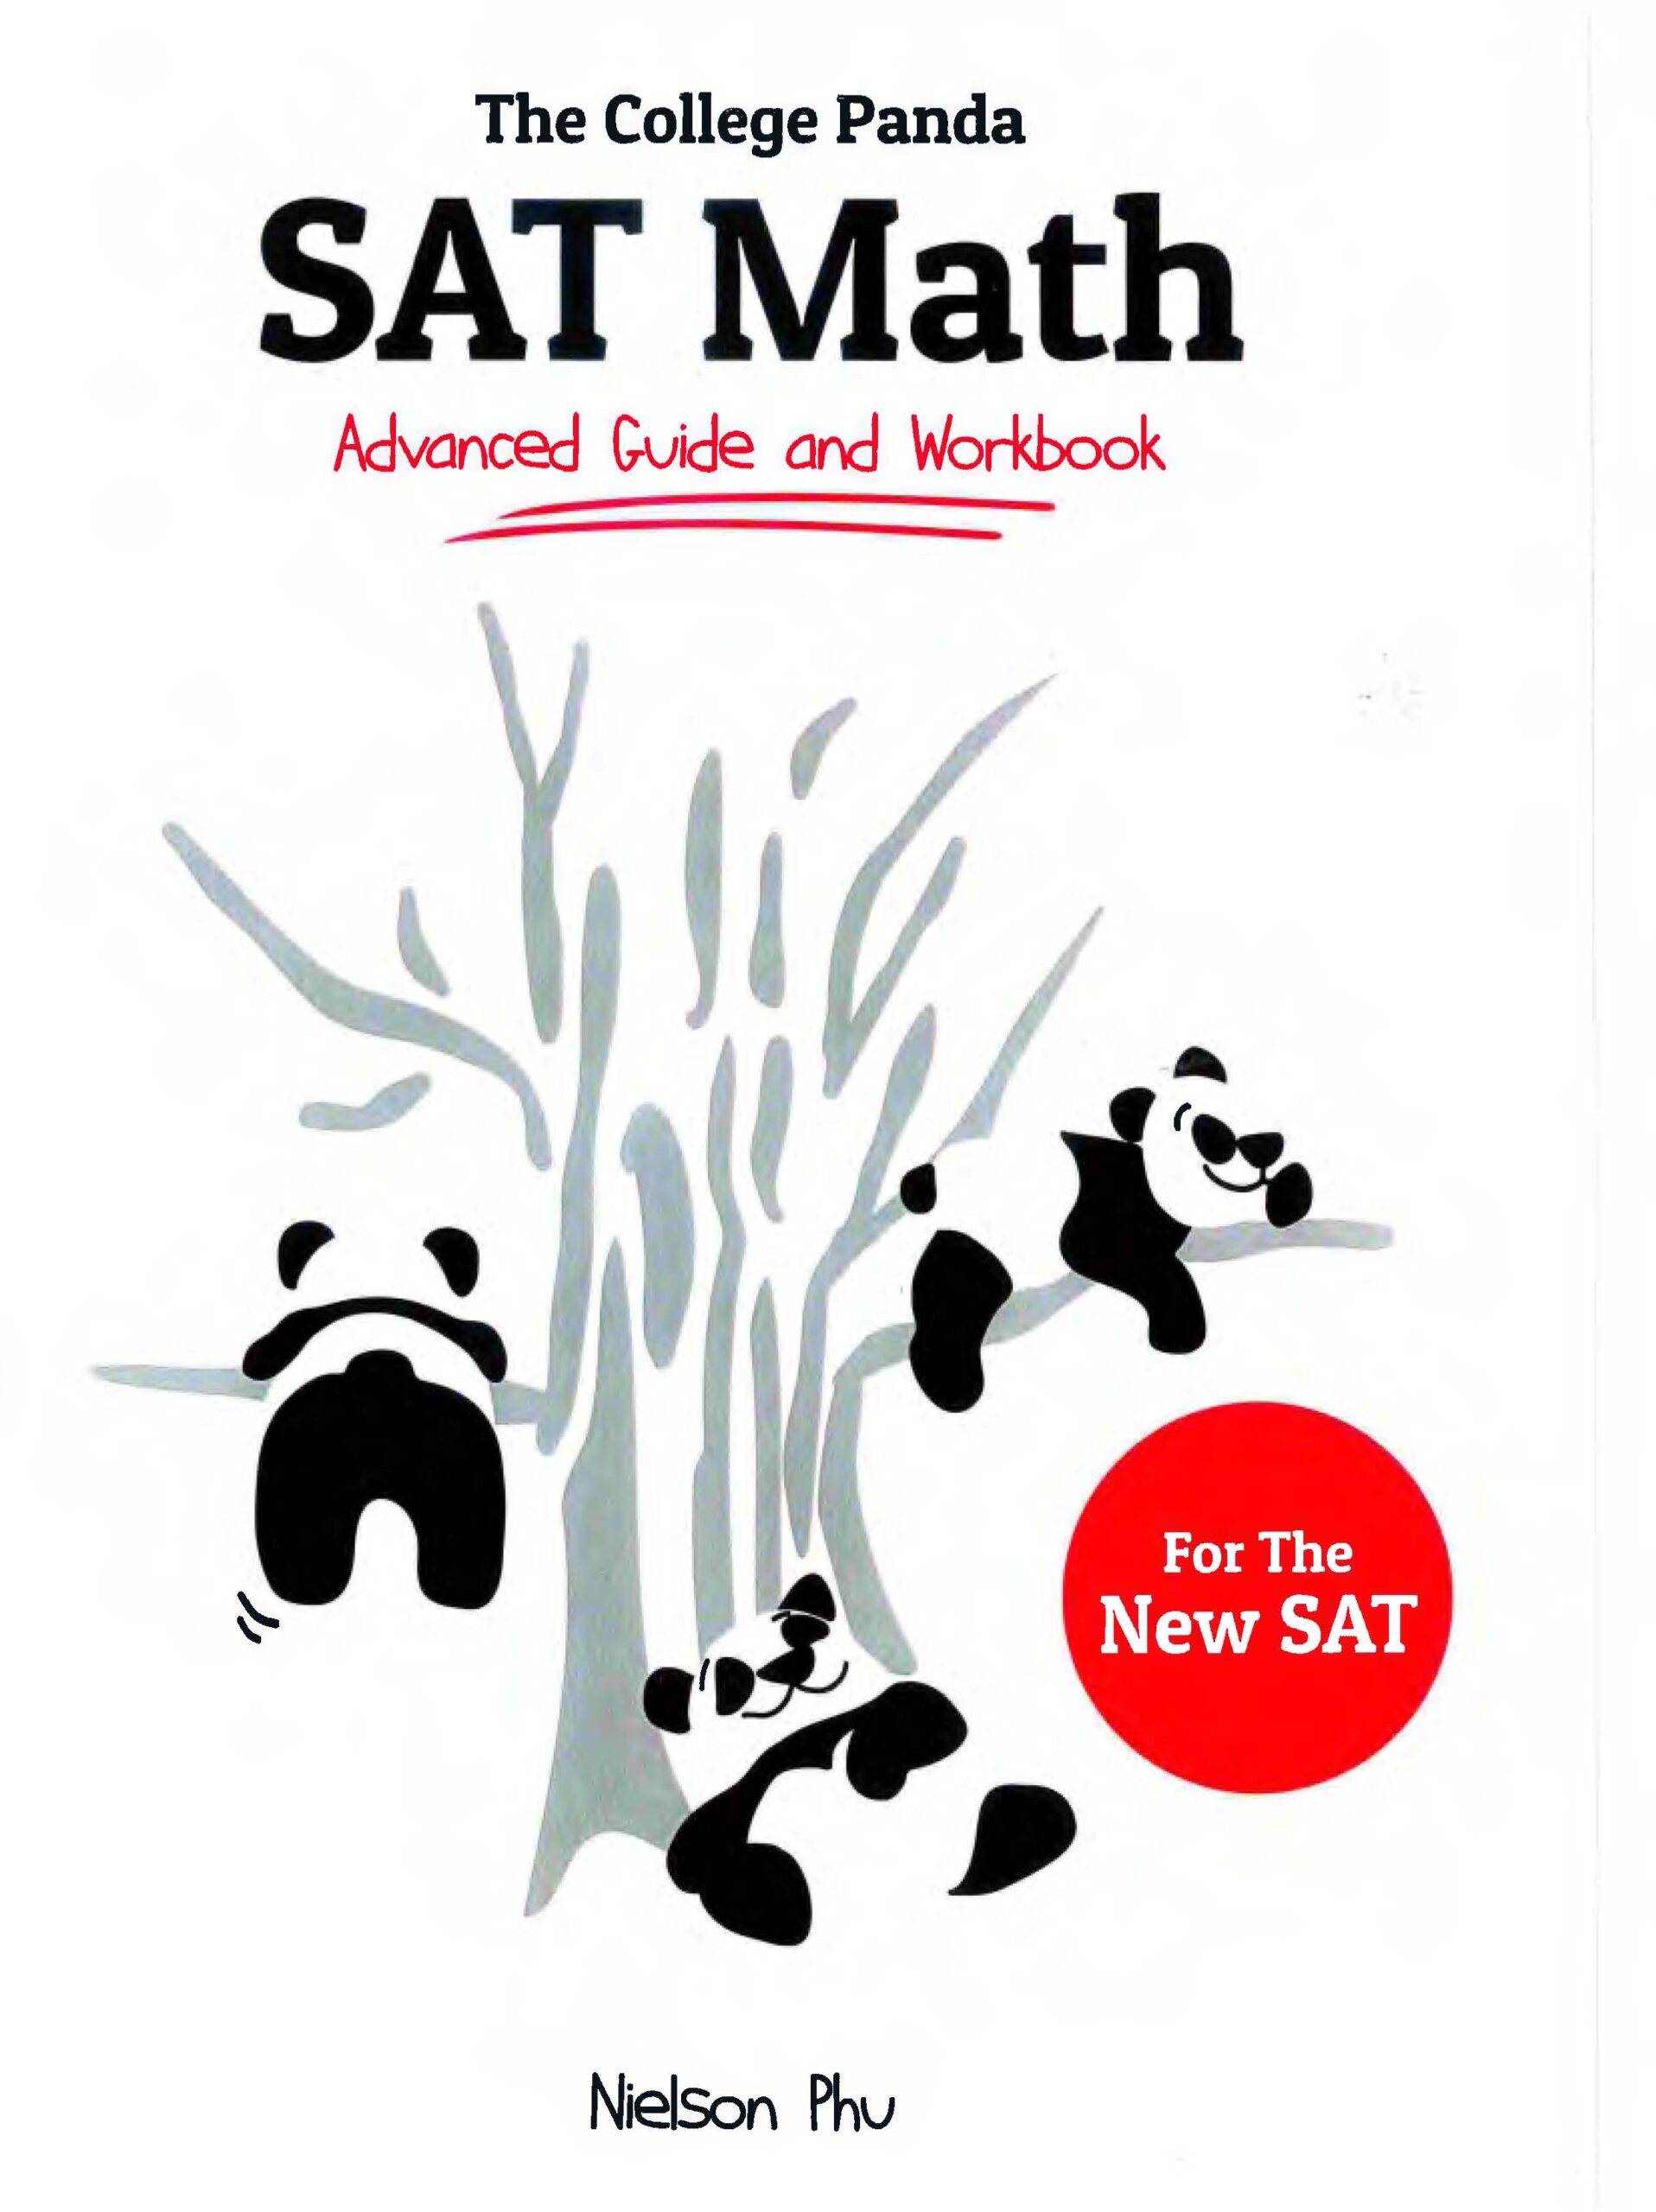 The College Panda
SAT Math
Advanced Guide and Workbook
For The
New SAT
Nielson Phu